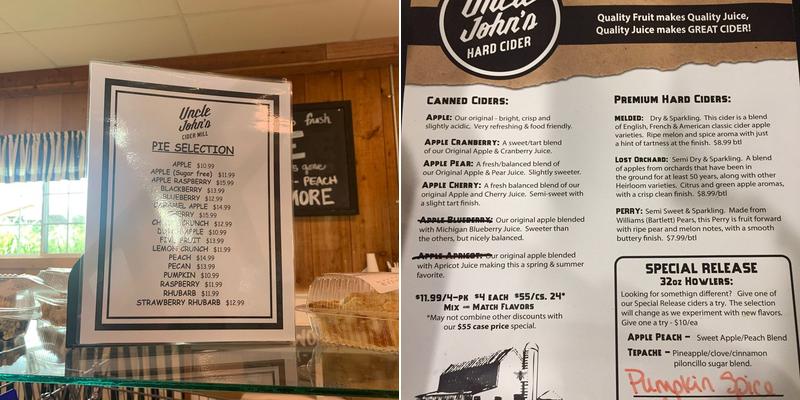 Uncle
John's
CIDER MILL
PIE SELECTION
APPLE $10.99
APPLE (Sugar free) $11.99
APPLE RASPBERRY $15.99
BLACKBERRY $13.99
BLUEBERRY $12.99
CARAMEL APPLE $14.99
CHERRY $15.99
$12.99
DUTCH APPLE $10.99
FIVE FRUIT $13.99
LEMON CRUNCH $11.99
PEACH $14.99
PECAN $13.99
PUMPKIN $10.99
RASPBERRY $11.99
RHUBARB $11.99
STRAWBERRY RHUBARB $12.99
fresh
gone
- PEACH
MORE
Uncle
John's
HARD CIDER
Quality Fruit makes Quality Juice,
Quality Juice makes GREAT CIDER!
CANNED CIDERS:
APPLE: Our original - bright, crisp and
slightly acidic. Very refreshing & food friendly.
APPLE CRANBERRY: A sweet/tart blend
of our Original Apple & Cranberry Juice.
APPLE PEAR: A fresh/balanced blend of
our Original Apple & Pear Juice. Slightly sweeter.
APPLE CHERRY: A fresh balanced blend of our
original Apple and Cherry Juice. Semi-sweet with
a slight tart finish.
APPLE BLUEBERRY: Our original apple blended
with Michigan Blueberry Juice. Sweeter than
the others, but nicely balanced.
APPLE APRICOT: Our original apple blended
with Apricot Juice making this a spring & summer
favorite.
$11.99/4-PK $4 EACH $55/CS. 24*
MIX AND MATCH FLAVORS
*May not combine other discounts with
our $55 case price special.
PREMIUM HARD CIDERS:
MELDED: Dry & Sparkling. This cider is a blend
of English, French & American classic cider apple
varieties. Ripe melon and spice aroma with just
a hint of tartness at the finish. $8.99 btl
LOST ORCHARD: Semi Dry & Sparkling. A blend
of apples from orchards that have been in
the ground for at least 50 years, along with other
Heirloom varieties. Citrus and green apple aromas,
with a crisp clean finish. $8.99/btl
PERRY: Semi Sweet & Sparkling. Made from
Williams (Bartlett) Pears, this Perry is fruit forward
with ripe pear and melon notes, with a smooth
buttery finish. $7.99/btl
SPECIAL RELEASE
32oz HOWLERS:
Looking for somethign different? Give one of
our Special Release ciders a try. The selection
will change as we experiment with new flavors.
Give one a try - $10/ea
APPLE PEACH - Sweet Apple/Peach Blend
TEPACHE - Pineapple/clove/cinnamon
piloncillo sugar blend.
Pumpkin Spice